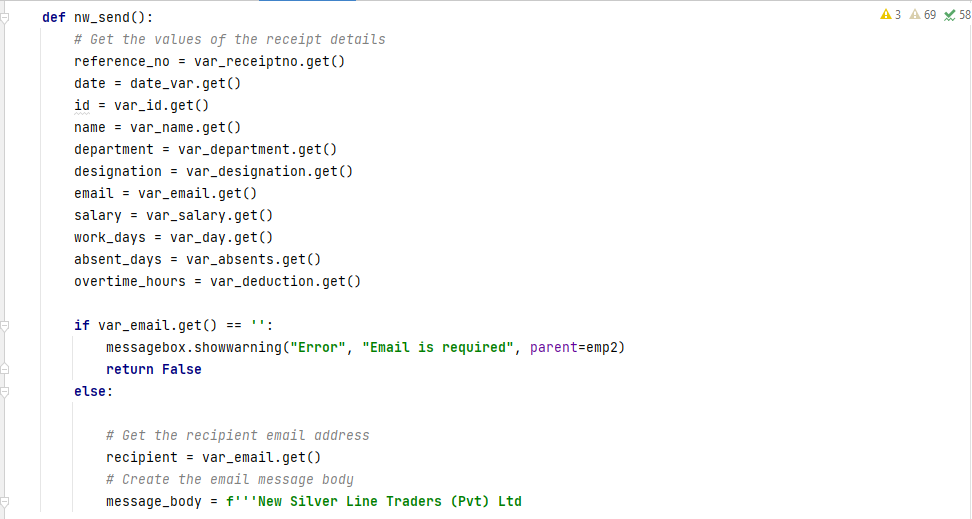 3 69 58
def nw_send():
    # Get the values of the receipt details
    reference_no = var_receiptno.get()
    date = date_var.get()
    id = var_id.get()
    name = var_name.get()
    department = var_department.get()
    designation = var_designation.get()
    email = var_email.get()
    salary = var_salary.get()
    work_days = var_day.get()
    absent_days = var_absents.get()
    overtime_hours = var_deduction.get()

    if var_email.get() == '':
        messagebox.showwarning("Error", "Email is required", parent=emp2)
        return False
    else:

        # Get the recipient email address
        recipient = var_email.get()
        # Create the email message body
        message_body = f'''New Silver Line Traders (Pvt) Ltd